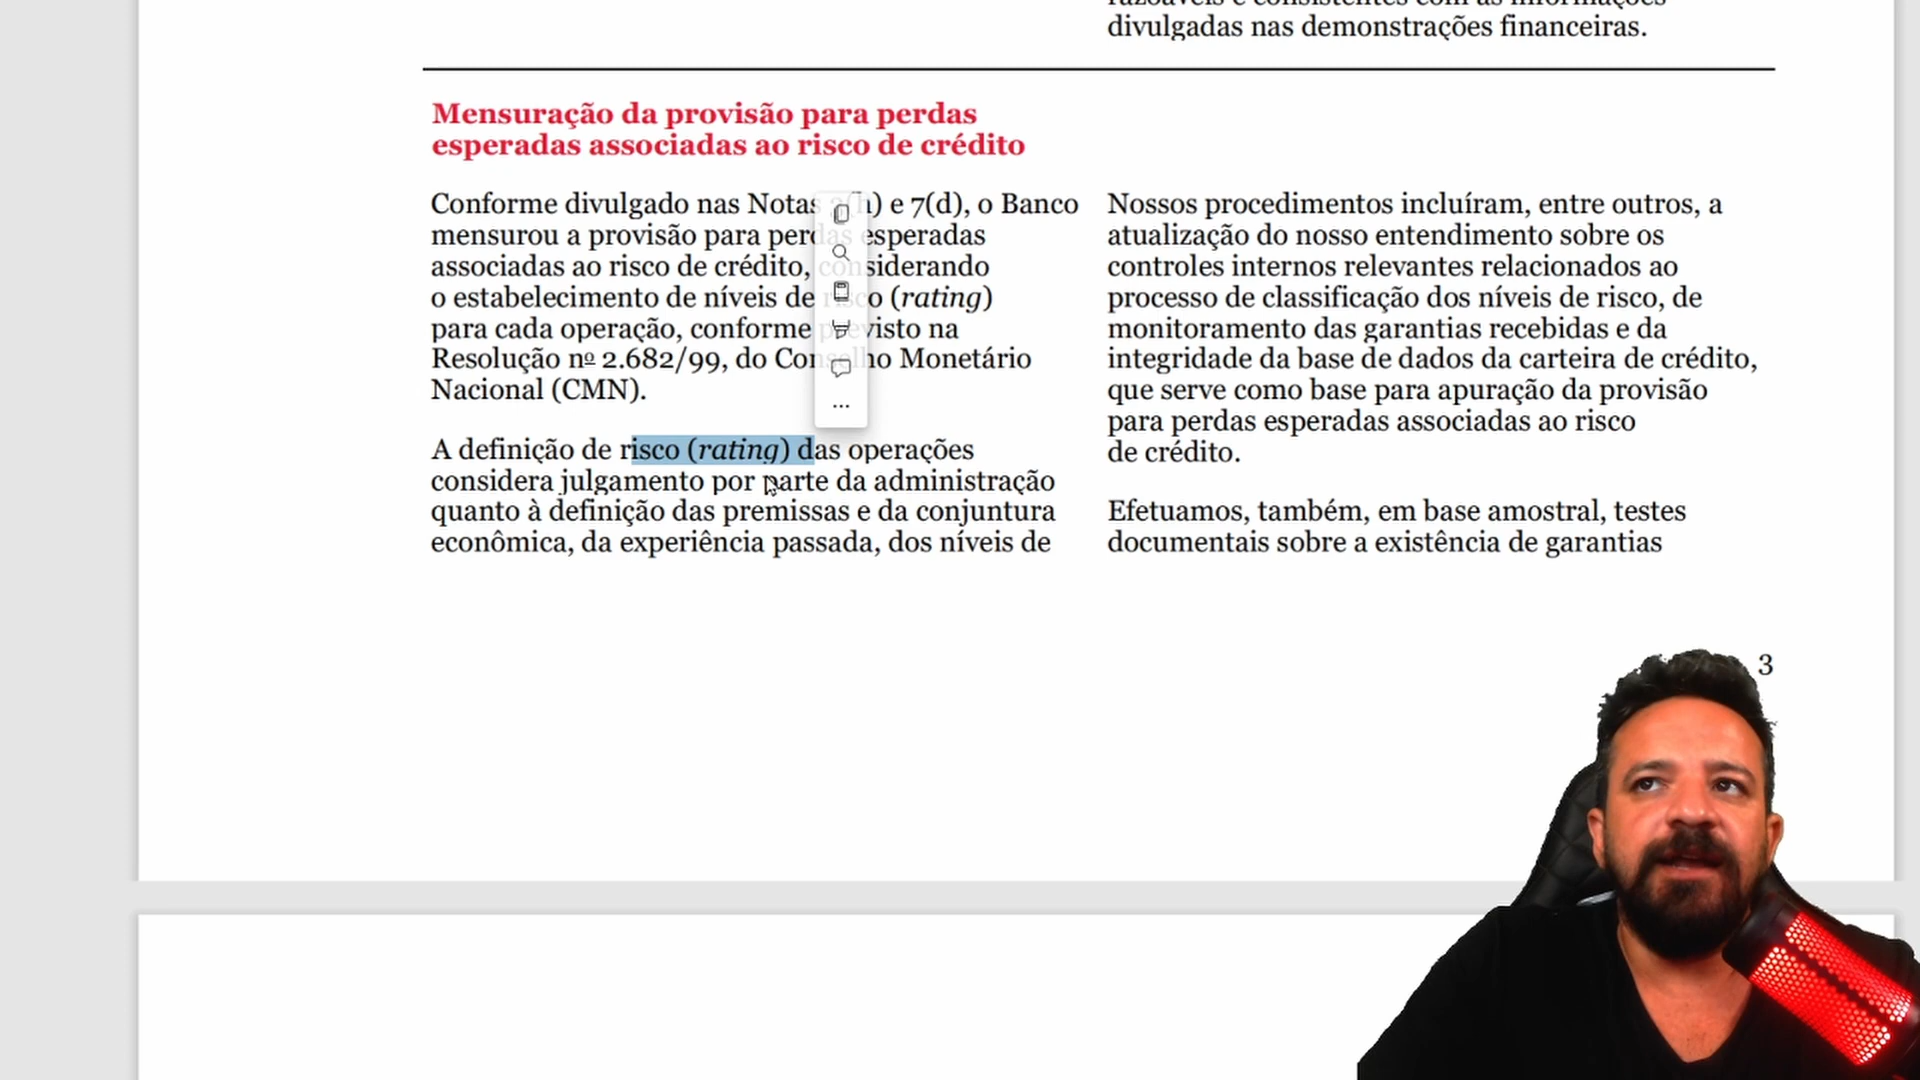 divulgadas nas demonstrações financeiras.
Mensuração da provisão para perdas
esperadas associadas ao risco de crédito
Conforme divulgado nas Notas e 7(d), o Banco
mensurou a provisão para perdas esperadas
associadas ao risco de crédito, considerando
o estabelecimento de níveis de risco (rating)
para cada operação, conforme previsto na
Resolução nº 2.682/99, do Conselho Monetário
Nacional (CMN).
A definição de risco (rating) das operações
considera julgamento por parte da administração
quanto à definição das premissas e da conjuntura
econômica, da experiência passada, dos níveis de
Nossos procedimentos incluíram, entre outros, a
atualização do nosso entendimento sobre os
controles internos relevantes relacionados ao
processo de classificação dos níveis de risco, de
monitoramento das garantias recebidas e da
integridade da base de dados da carteira de crédito,
que serve como base para apuração da provisão
para perdas esperadas associadas ao risco
de crédito.
Efetuamos, também, em base amostral, testes
documentais sobre a existência de garantias
3